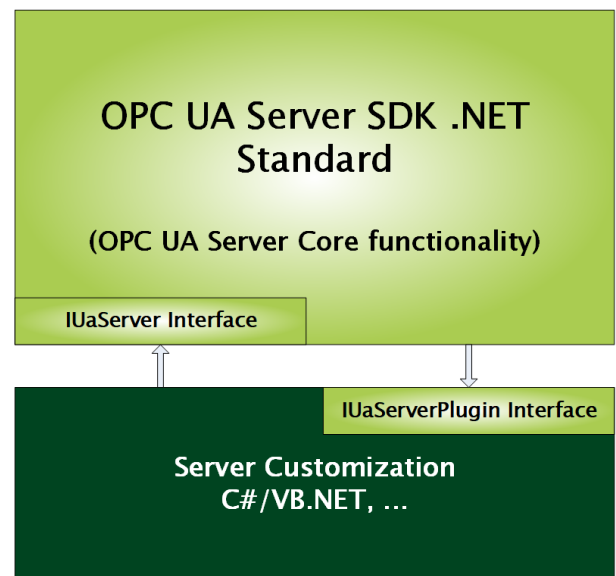 OPC UA Server SDK .NET
Standard
(OPC UA Server Core functionality)
IUaServer Interface
IUaServerPlugin Interface
Server Customization
C#/VB.NET, ...